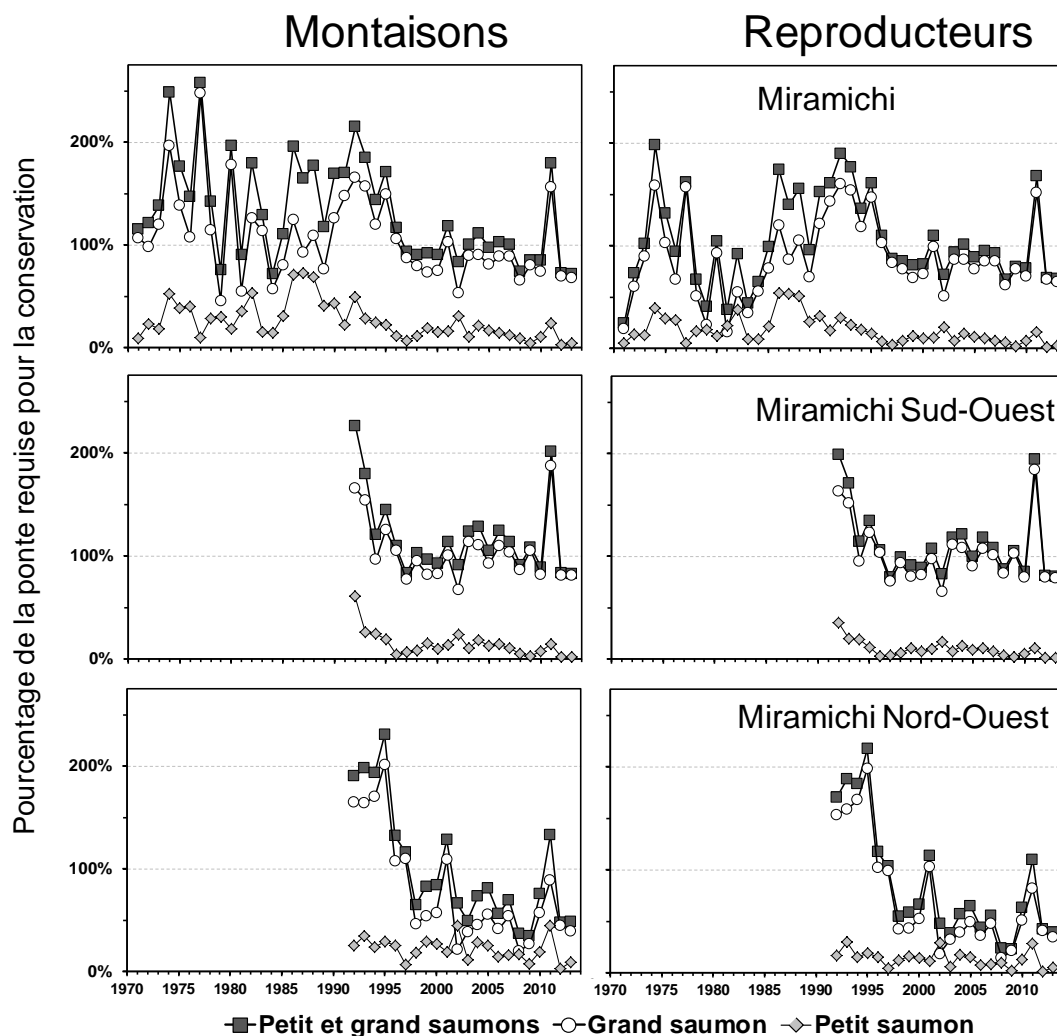 Montaisons
Reproducteurs
Pourcentage de la ponte requise pour la conservation
Miramichi
200%
100%
0%
Miramichi Sud-Ouest
200%
100%
0%
Miramichi Nord-Ouest
200%
100%
0%
1970 1975 1980 1985 1990 1995 2000 2005 2010
1970 1975 1980 1985 1990 1995 2000 2005 2010
Petit et grand saumons Grand saumon Petit saumon